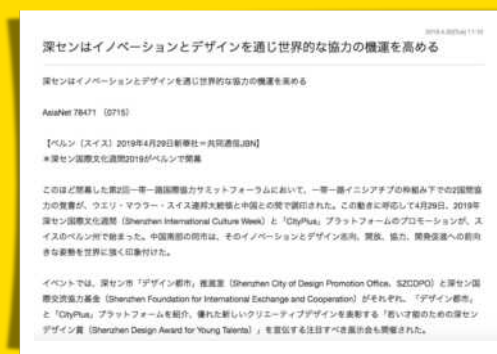 2019.4.30(Tue) 11:10
深センはイノベーションとデザインを通じ世界的な協力の機運を高める
深センはイノベーションとデザインを通じ世界的な協力の機運を高める
AsiaNet 78471 (0715)
【ベルン(スイス)2019年4月29日新華社=共同通信JBN】
*深セン国際文化週間2019がベルンで開幕
このほど閉幕した第2回一帯一路国際協力サミットフォーラムにおいて、一帯一路イニシアチブの枠組み下での2国間協
力の覚書が、ウエリ・マウラー・スイス連邦大統領と中国との間で調印された。この動きに呼応して4月29日、2019年
深セン国際文化週間(Shenzhen International Culture Week)と「CityPlus」プラットフォームのプロモーションが、ス
イスのベルン州で始まった。中国南部の同市は、そのイノベーションとデザイン志向、開放、協力、開発促進への前向
きな姿勢を世界に強く印象付けた。
イベントでは、深セン市「デザイン都市」推進室(Shenzhen City of Design Promotion Office、SZCDPO)と深セン国
際交流協力基金(Shenzhen Foundation for International Exchange and Cooperation)がそれぞれ、「デザイン都市」
と「CityPlus」プラットフォームを紹介、優れた新しいクリエーティブデザインを表彰する「若い才能のための深セン
デザイン賞(Shenzhen Design Award for Young Talents)」を宣伝する注目すべき展示会も開催された。